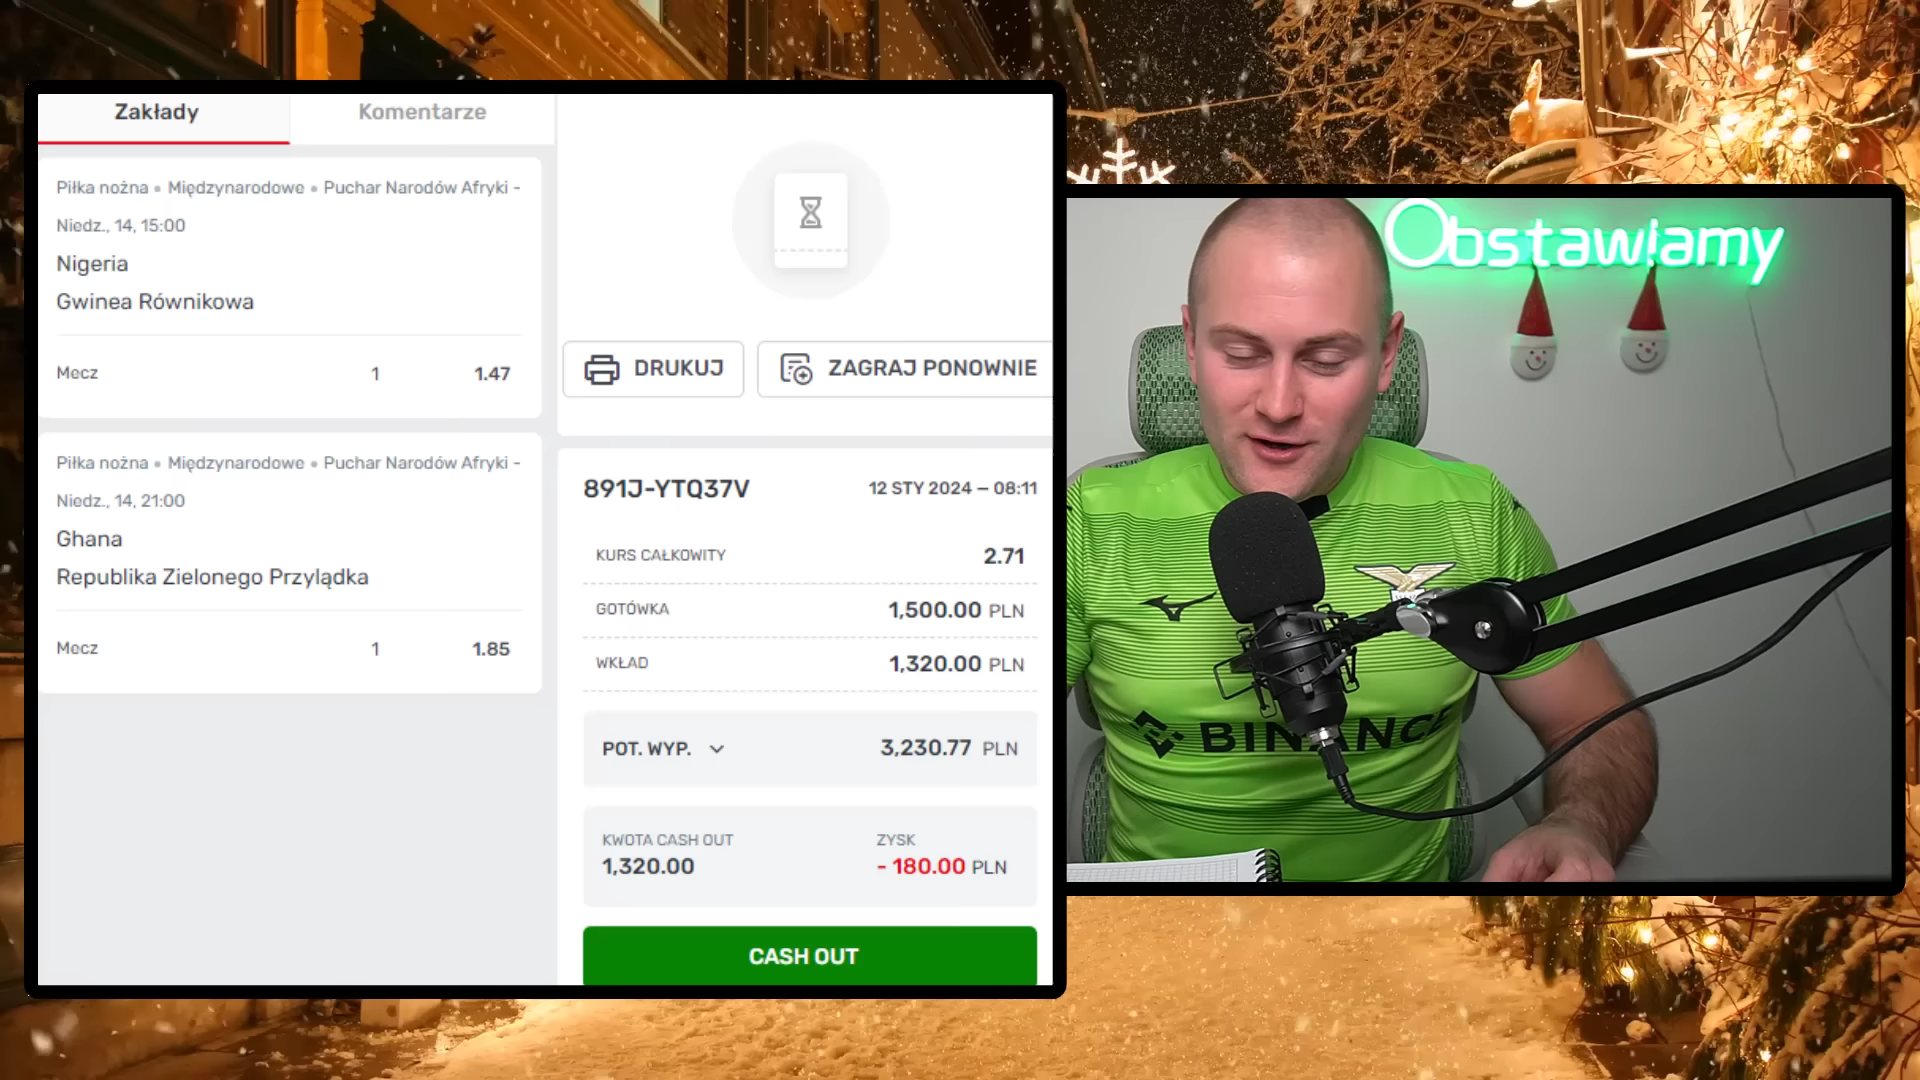 Zakłady
Komentarze
Piłka nożna • Międzynarodowe • Puchar Narodów Afryki -
Niedz., 14, 15:00
Nigeria
Gwinea Równikowa
Mecz 1 1.47
Piłka nożna • Międzynarodowe • Puchar Narodów Afryki -
Niedz., 14, 21:00
Ghana
Republika Zielonego Przylądka
Mecz 1 1.85
DRUKUJ
ZAGRAJ PONOWNIE
891J-YTQ37V
12 STY 2024 – 08:11
KURS CAŁKOWITY 2.71
GOTÓWKA 1,500.00 PLN
WKŁAD 1,320.00 PLN
POT. WYP. 3,230.77 PLN
KWOTA CASH OUT
1,320.00
ZYSK
- 180.00 PLN
CASH OUT
Obstawiamy
BINANCE